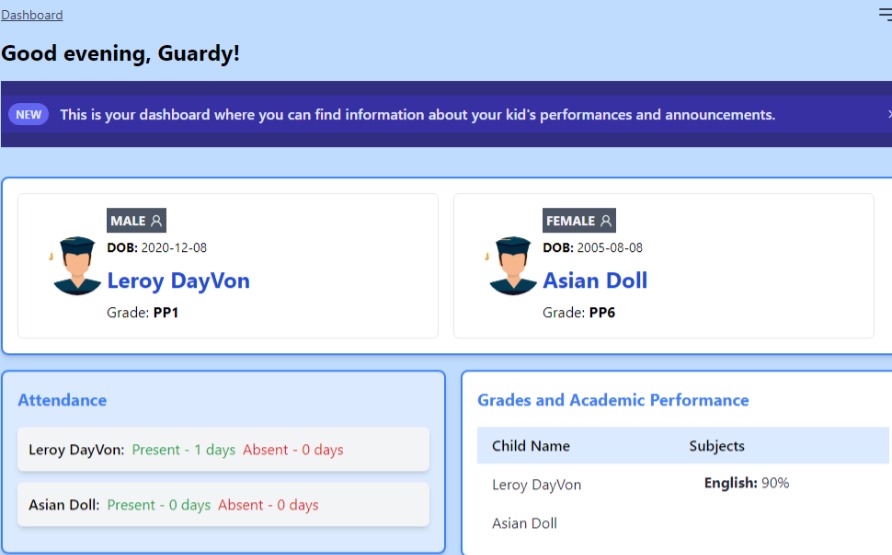 Dashboard
Good evening, Guardy!
NEW This is your dashboard where you can find information about your kid's performances and announcements.
MALE
DOB: 2020-12-08
Leroy DayVon
Grade: PP1
FEMALE
DOB: 2005-08-08
Asian Doll
Grade: PP6
Attendance
Leroy DayVon: Present - 1 days Absent - 0 days
Asian Doll: Present - 0 days Absent - 0 days
Grades and Academic Performance
Child Name Subjects
Leroy DayVon English: 90%
Asian Doll